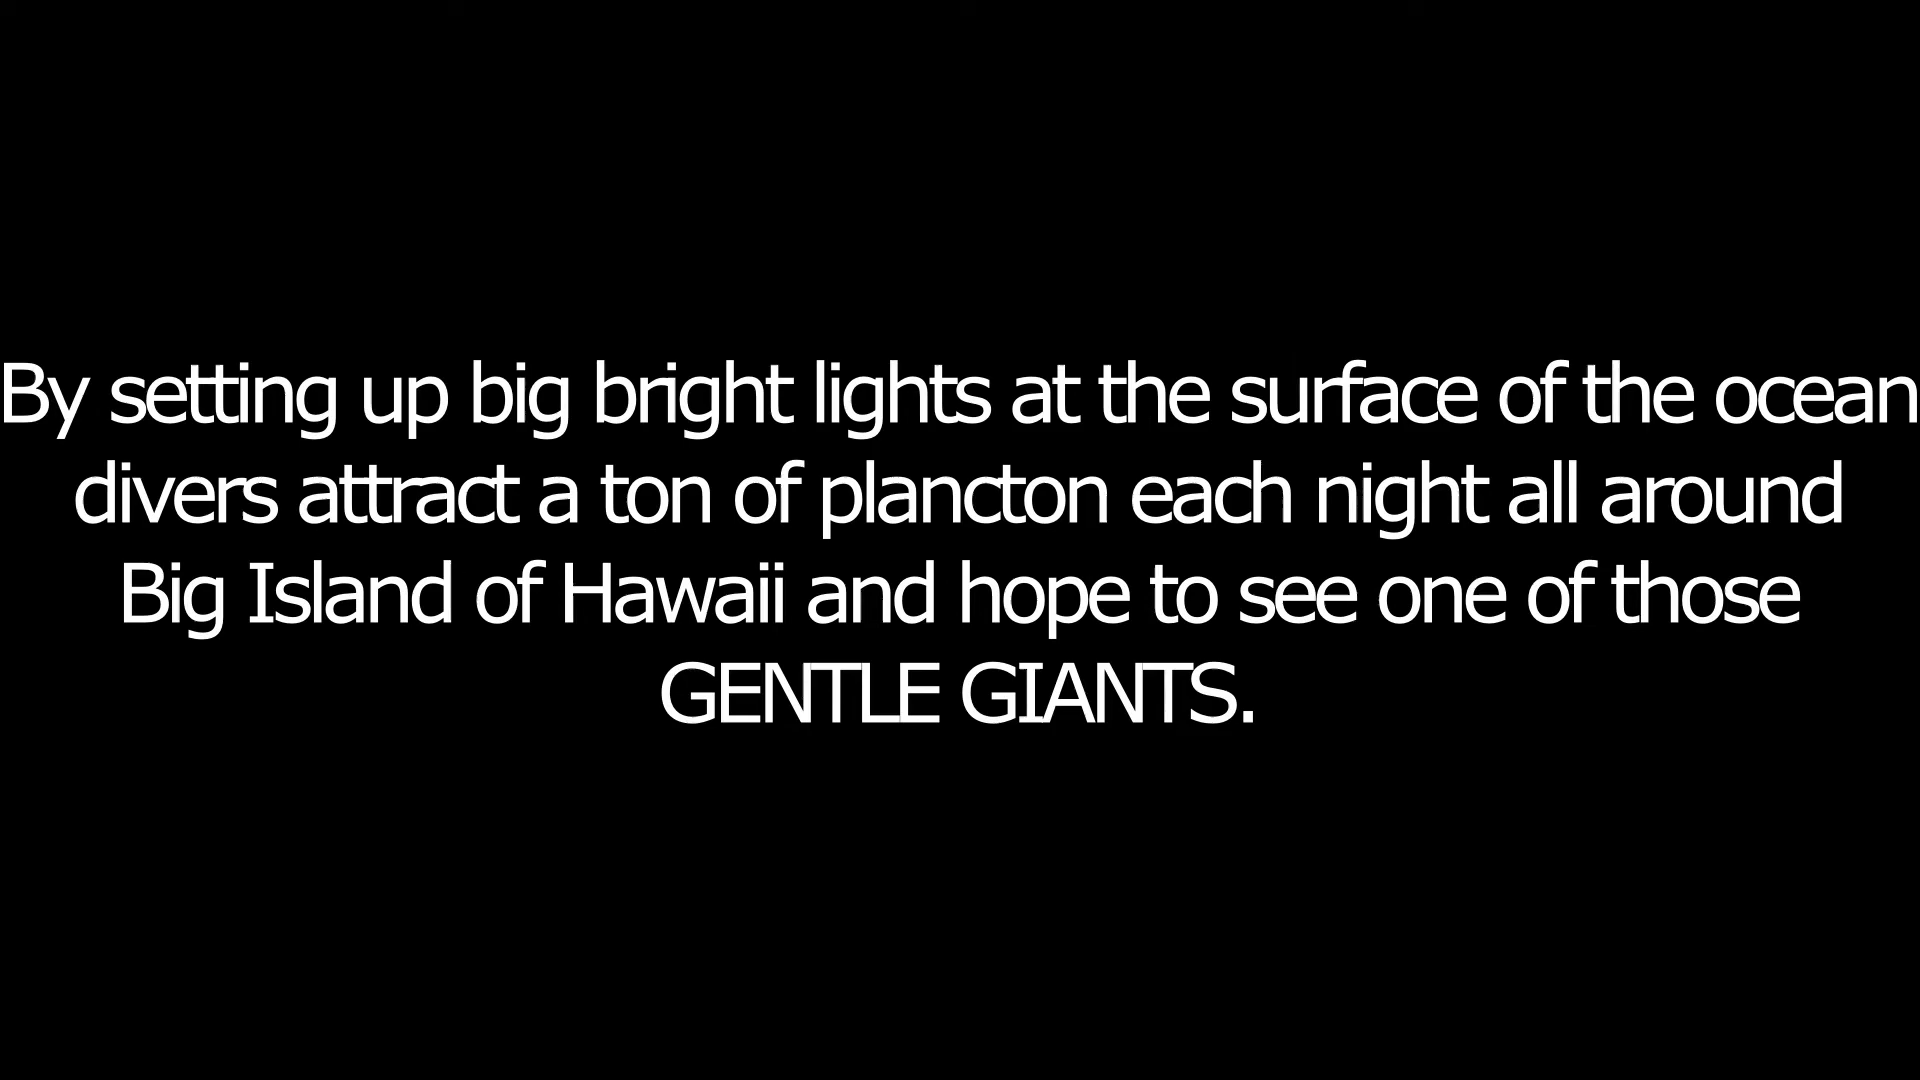 By setting up big bright lights at the surface of the ocean
divers attract a ton of plancton each night all around
Big Island of Hawaii and hope to see one of those
GENTLE GIANTS.